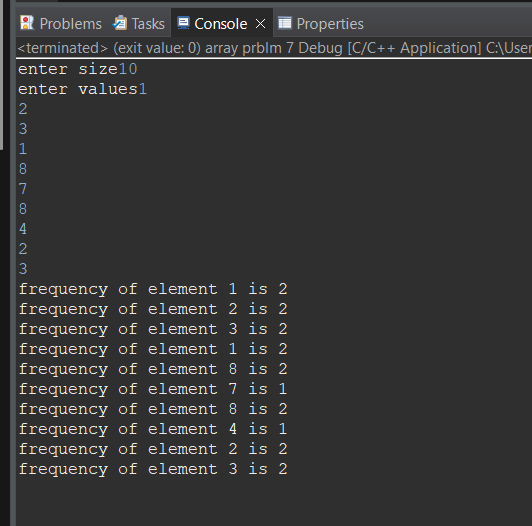 Problems Tasks Console Properties
<terminated> (exit value: 0) array prblm 7 Debug [C/C++ Application] C:\User
enter size10
enter values1
2
3
1
8
7
8
4
2
3
frequency of element 1 is 2
frequency of element 2 is 2
frequency of element 3 is 2
frequency of element 1 is 2
frequency of element 8 is 2
frequency of element 7 is 1
frequency of element 8 is 2
frequency of element 4 is 1
frequency of element 2 is 2
frequency of element 3 is 2